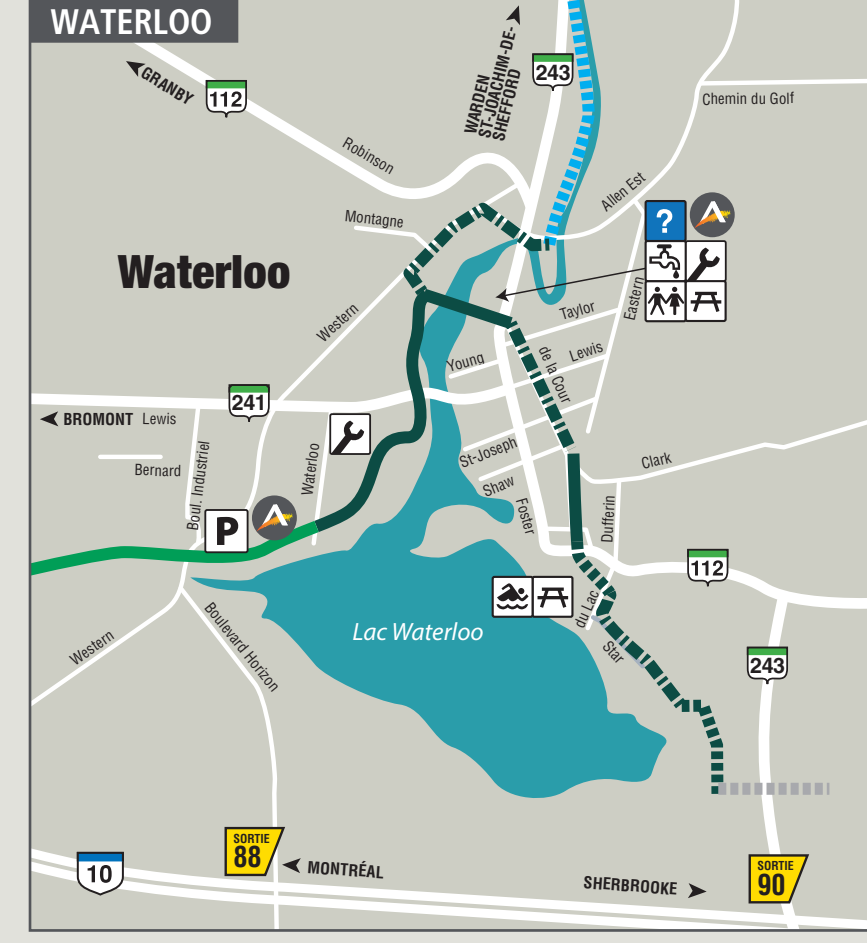 WATERLOO
GRANBY
112
WARDEN
ST-JOACHIM-DE-
SHEFFORD
243
Chemin du Golf
Robinson
Allen Est
Montagne
?
A
Waterloo
Western
Eastern
Taylor
Young
Lewis
de la Cour
241
BROMONT
Lewis
Bernard
Boul. Industriel
Waterloo
St-Joseph
Shaw
Foster
Clark
Dufferin
P
A
112
Lac Waterloo
du Lac
Star
Western
Boulevard Horizon
243
SORTIE
88
MONTRÉAL
10
SHERBROOKE
SORTIE
90